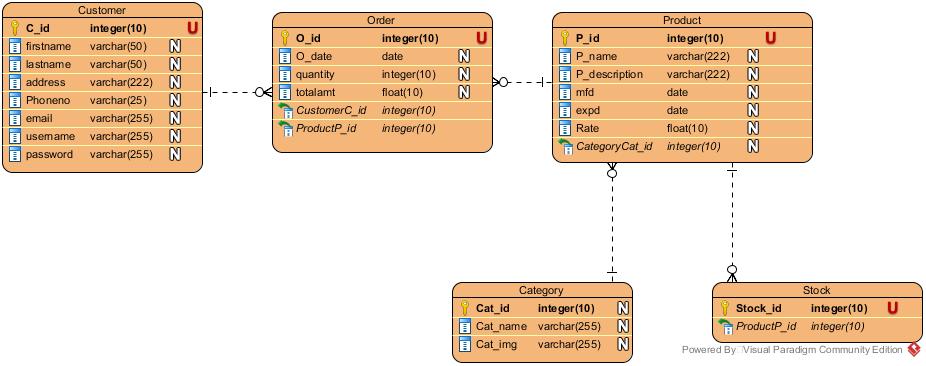 Customer
C_id integer(10) U
firstname varchar(50) N
lastname varchar(50) N
address varchar(222) N
Phoneno varchar(25) N
email varchar(255) N
username varchar(255) N
password varchar(255) N
Order
O_id integer(10) U
O_date date N
quantity integer(10) N
totalamt float(10) N
CustomerC_id integer(10)
ProductP_id integer(10)
Product
P_id integer(10) U
P_name varchar(222) N
P_description varchar(222) N
mfd date N
expd date N
Rate float(10) N
CategoryCat_id integer(10) N
Category
Cat_id integer(10) N
Cat_name varchar(255) N
Cat_img varchar(255) N
Stock
Stock_id integer(10) U
ProductP_id integer(10)
Powered By: Visual Paradigm Community Edition